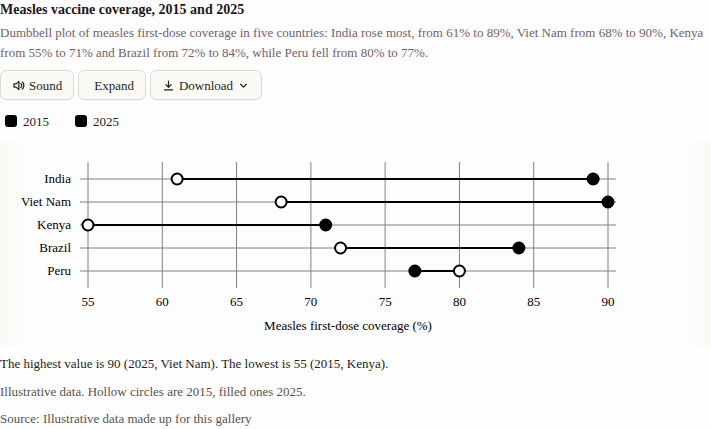 Measles vaccine coverage, 2015 and 2025
Dumbbell plot of measles first-dose coverage in five countries: India rose most, from 61% to 89%, Viet Nam from 68% to 90%, Kenya
from 55% to 71% and Brazil from 72% to 84%, while Peru fell from 80% to 77%.
Sound Expand Download
2015 2025
India
Viet Nam
Kenya
Brazil
Peru
55 60 65 70 75 80 85 90
Measles first-dose coverage (%)
The highest value is 90 (2025, Viet Nam). The lowest is 55 (2015, Kenya).
Illustrative data. Hollow circles are 2015, filled ones 2025.
Source: Illustrative data made up for this gallery